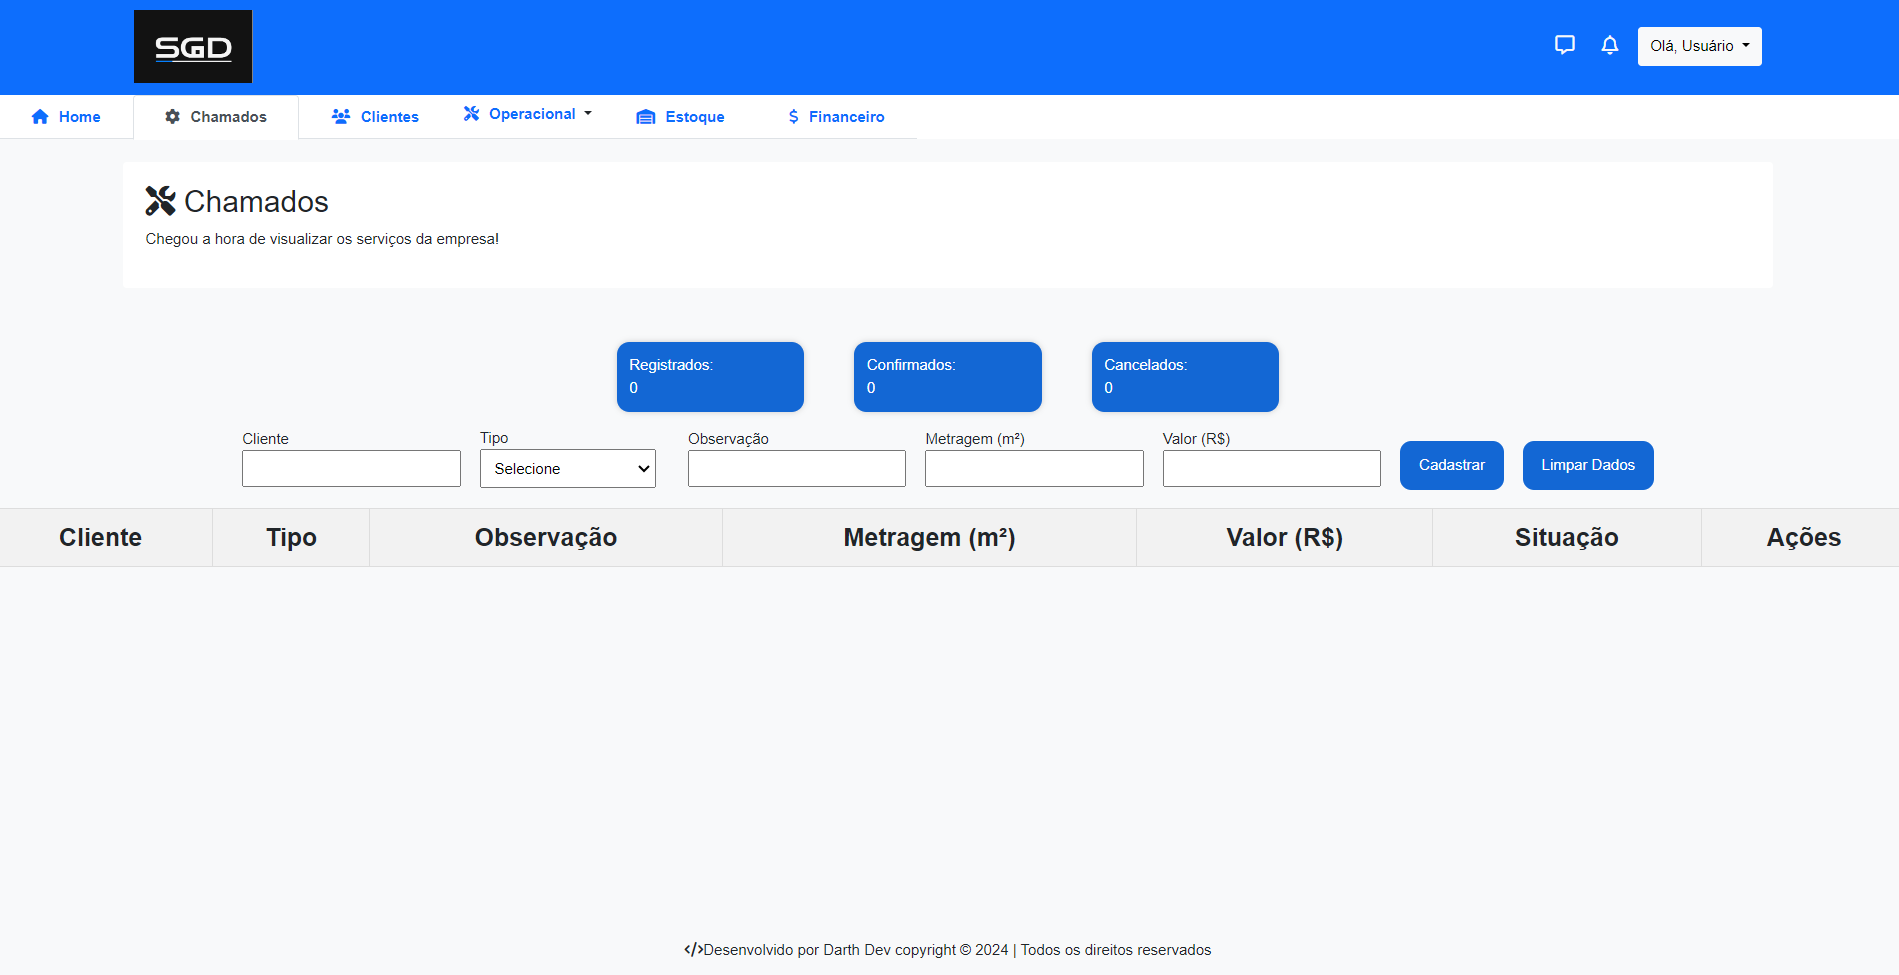 SGD
Olá, Usuário
Home Chamados Clientes Operacional Estoque $ Financeiro
Chamados
Chegou a hora de visualizar os serviços da empresa!
Registrados: Confirmados: Cancelados:
0 0 0
Cliente Tipo Observação Metragem (m²) Valor (R$)
Selecione Cadastrar Limpar Dados
Cliente Tipo Observação Metragem (m²) Valor (R$) Situação Ações
</>Desenvolvido por Darth Dev copyright © 2024 | Todos os direitos reservados